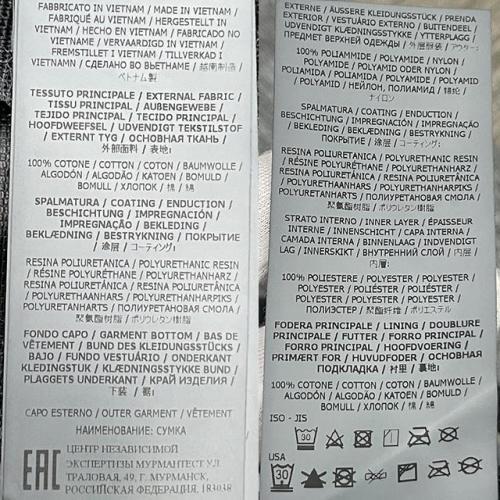 FABBRICATO IN VIETNAM / MADE IN VIETNAM /
FABRIQUÉ AU VIETNAM / HERGESTELLT IN
VIETNAM / HECHO EN VIETNAM / FABRICADO NO
VIETNAME / VERVAARDIGD IN VIETNAM /
FREMSTILLET I VIETNAM / TILLVERKAD I
VIETNAMN / СДЕЛАНО ВО ВЬЕТНАМЕ / 越南制造 /
ベトナム製
TESSUTO PRINCIPALE / EXTERNAL FABRIC /
TISSU PRINCIPAL / AUßENGEWEBE /
TEJIDO PRINCIPAL / TECIDO PRINCIPAL /
HOOFDWEEFSEL / UDVENDIGT TEKSTILSTOF
/ EXTERNT TYG / ОСНОВНАЯ ТКАНЬ /
外部面料 / 表地:
100% COTONE / COTTON / COTON / BAUMWOLLE /
ALGODÓN / ALGODÃO / KATOEN / BOMULD /
BOMULL / ХЛОПОК / 棉 / 綿
SPALMATURA / COATING / ENDUCTION /
BESCHICHTUNG / IMPREGNACIÓN /
IMPREGNAÇÃO / BEKLEDING /
BEKLÆDNING / BESTRYKNING / ПОКРЫТИЕ
/ 涂层 / コーティング:
RESINA POLIURETANICA / POLYURETHANIC RESIN
/ RÉSINE POLYURÉTHANE / POLYURETHANHARZ /
RESINA POLIURETÁNICA / RESINA POLIURETÂNICA
/ POLYURETHAANHARS / POLYURETHANHARPIKS
/ POLYURETANHARTS / ПОЛИУРЕТАНОВАЯ СМОЛА /
聚氨酯树脂 / ポリウレタン樹脂
FONDO CAPO / GARMENT BOTTOM / BAS DE
VÊTEMENT / BUND DES KLEIDUNGSSTÜCKS /
BAJO / FUNDO VESTUÁRIO / ONDERKANT
KLEDINGSTUK / KLÆDNINGSSTYKKE BUND /
PLAGGETS UNDERKANT / КРАЙ ИЗДЕЛИЯ /
下装 / 裾:
CAPO ESTERNO / OUTER GARMENT / VÊTEMENT
НАИМЕНОВАНИЕ: СУМКА
EAC
ЦЕНТР НЕЗАВИСИМОЙ
ЭКСПЕРТИЗЫ МУРМАНТЕСТ УЛ.
ТРАЛОВАЯ, 49, Г. МУРМАНСК,
РОССИЙСКАЯ ФЕДЕРАЦИЯ, 183038
EXTERNE / ÄUSSERE KLEIDUNGSSTÜCK / PRENDA
EXTERIOR / VESTUÁRIO EXTERNO / BUITENDEEL /
UDVENDIGT KLÆDNINGSSTYKKE / YTTERPLAGG /
ПРЕДМЕТ ВЕРХНЕЙ ОДЕЖДЫ / 外層服裝 / アウター:
100% POLIAMMIDE / POLYAMIDE / NYLON /
POLYAMIDE / POLYAMID ODER NYLON /
POLIAMIDA / POLIAMIDA / POLYAMIDE / POLYAMID
/ POLYAMID / НЕЙЛОН, ПОЛИАМИД / 锦纶 /
ナイロン
SPALMATURA / COATING / ENDUCTION /
BESCHICHTUNG / IMPREGNACIÓN / IMPREGNAÇÃO
/ BEKLEDING / BEKLÆDNING / BESTRYKNING /
ПОКРЫТИЕ / 涂层 / コーティング:
RESINA POLIURETANICA / POLYURETHANIC RESIN
/ RÉSINE POLYURÉTHANE / POLYURETHANHARZ /
RESINA POLIURETÁNICA / RESINA POLIURETÂNICA
/ POLYURETHAANHARS / POLYURETHANHARPIKS /
POLYURETANHARTS / ПОЛИУРЕТАНОВАЯ СМОЛА /
聚氨酯树脂 / ポリウレタン樹脂
STRATO INTERNO / INNER LAYER / ÉPAISSEUR
INTERNE / INNENSCHICHT / CAPA INTERNA /
CAMADA INTERNA / BINNENLAAG / INDVENDIGT
LAG / INNERSKIKT / ВНУТРЕННИЙ СЛОЙ / 内层 /
内層:
100% POLIESTERE / POLYESTER / POLYESTER /
POLYESTER / POLIÉSTER / POLIÉSTER /
POLYESTER / POLYESTER / POLYESTER /
ПОЛИЭСТЕР / 聚酯纤维 / ポリエステル
FODERA PRINCIPALE / LINING / DOUBLURE
PRINCIPALE / FUTTER / FORRO PRINCIPAL
/ FORRO PRINCIPAL / HOOFDVOERING /
PRIMÆRT FOR / HUVUDFODER / ОСНОВНАЯ
ПОДКЛАДКА / 衬里 / 裏地:
100% COTONE / COTTON / COTON / BAUMWOLLE /
ALGODÓN / ALGODÃO / KATOEN / BOMULD /
BOMULL / ХЛОПОК / 棉 / 綿
ISO - JIS
30
USA
30